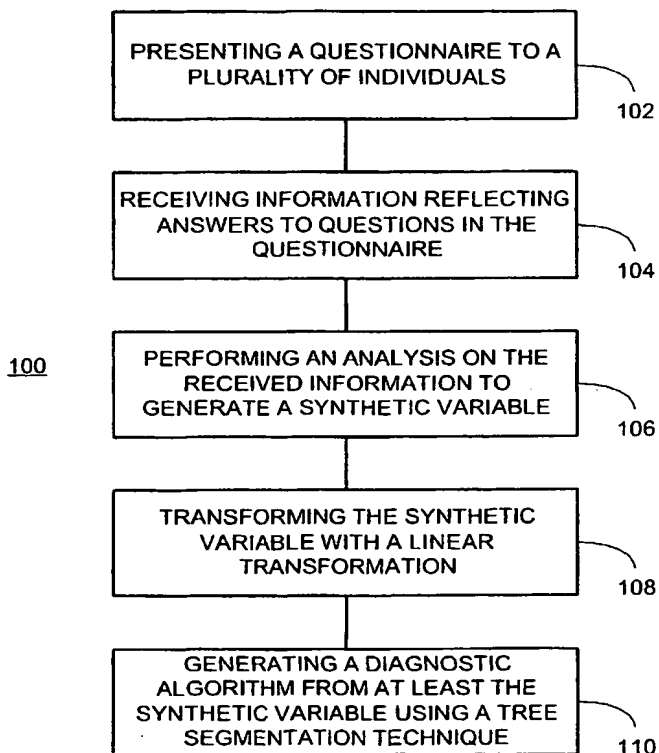 PRESENTING A QUESTIONNAIRE TO A
PLURALITY OF INDIVIDUALS
102
RECEIVING INFORMATION REFLECTING
ANSWERS TO QUESTIONS IN THE
QUESTIONNAIRE
104
100
PERFORMING AN ANALYSIS ON THE
RECEIVED INFORMATION TO
GENERATE A SYNTHETIC VARIABLE
106
TRANSFORMING THE SYNTHETIC
VARIABLE WITH A LINEAR
TRANSFORMATION
108
GENERATING A DIAGNOSTIC
ALGORITHM FROM AT LEAST THE
SYNTHETIC VARIABLE USING A TREE
SEGMENTATION TECHNIQUE
110